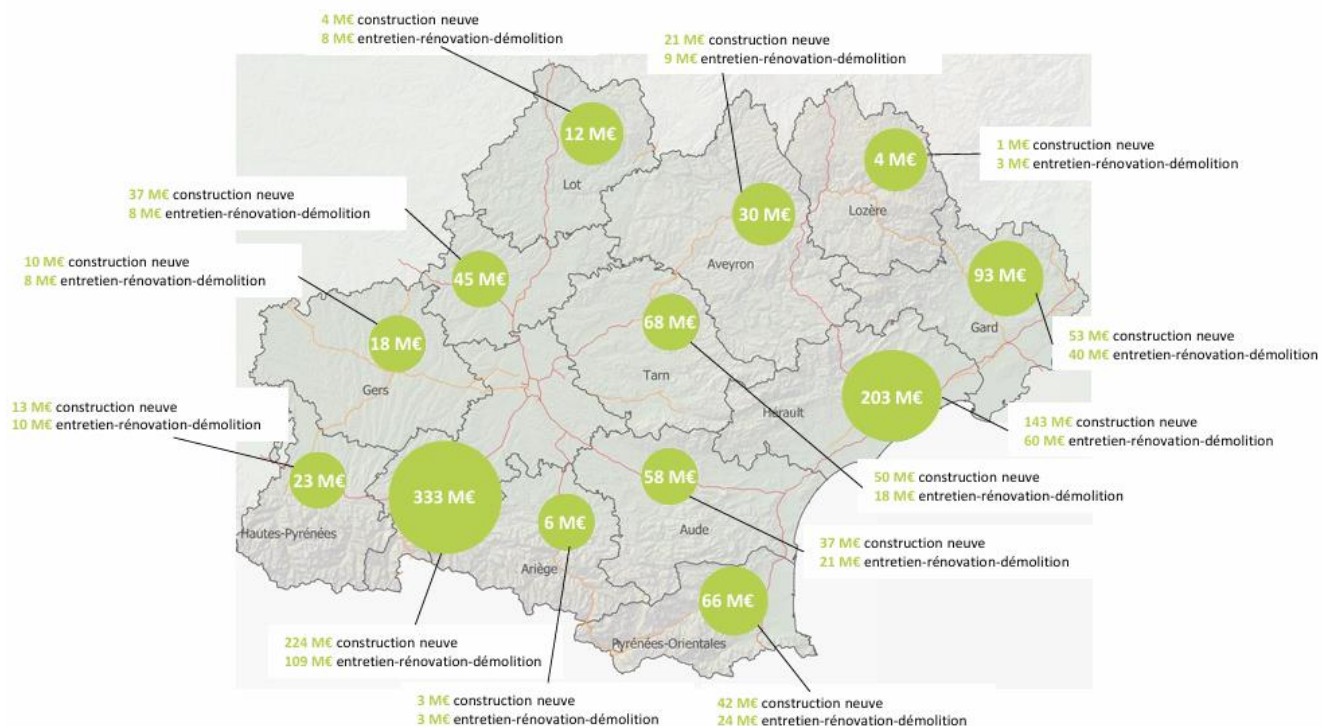 4 M€ construction neuve
8 M€ entretien-rénovation-démolition
21 M€ construction neuve
9 M€ entretien-rénovation-démolition
12 M€
Lot
4 M€
Lozère
1 M€ construction neuve
3 M€ entretien-rénovation-démolition
37 M€ construction neuve
8 M€ entretien-rénovation-démolition
30 M€
Aveyron
10 M€ construction neuve
8 M€ entretien-rénovation-démolition
45 M€
93 M€
Gard
68 M€
Tarn
18 M€
Gers
53 M€ construction neuve
40 M€ entretien-rénovation-démolition
13 M€ construction neuve
10 M€ entretien-rénovation-démolition
203 M€
Hérault
143 M€ construction neuve
60 M€ entretien-rénovation-démolition
23 M€
Hautes-Pyrénées
333 M€
6 M€
Ariège
58 M€
Aude
50 M€ construction neuve
18 M€ entretien-rénovation-démolition
37 M€ construction neuve
21 M€ entretien-rénovation-démolition
66 M€
Pyrénées-Orientales
224 M€ construction neuve
109 M€ entretien-rénovation-démolition
3 M€ construction neuve
3 M€ entretien-rénovation-démolition
42 M€ construction neuve
24 M€ entretien-rénovation-démolition